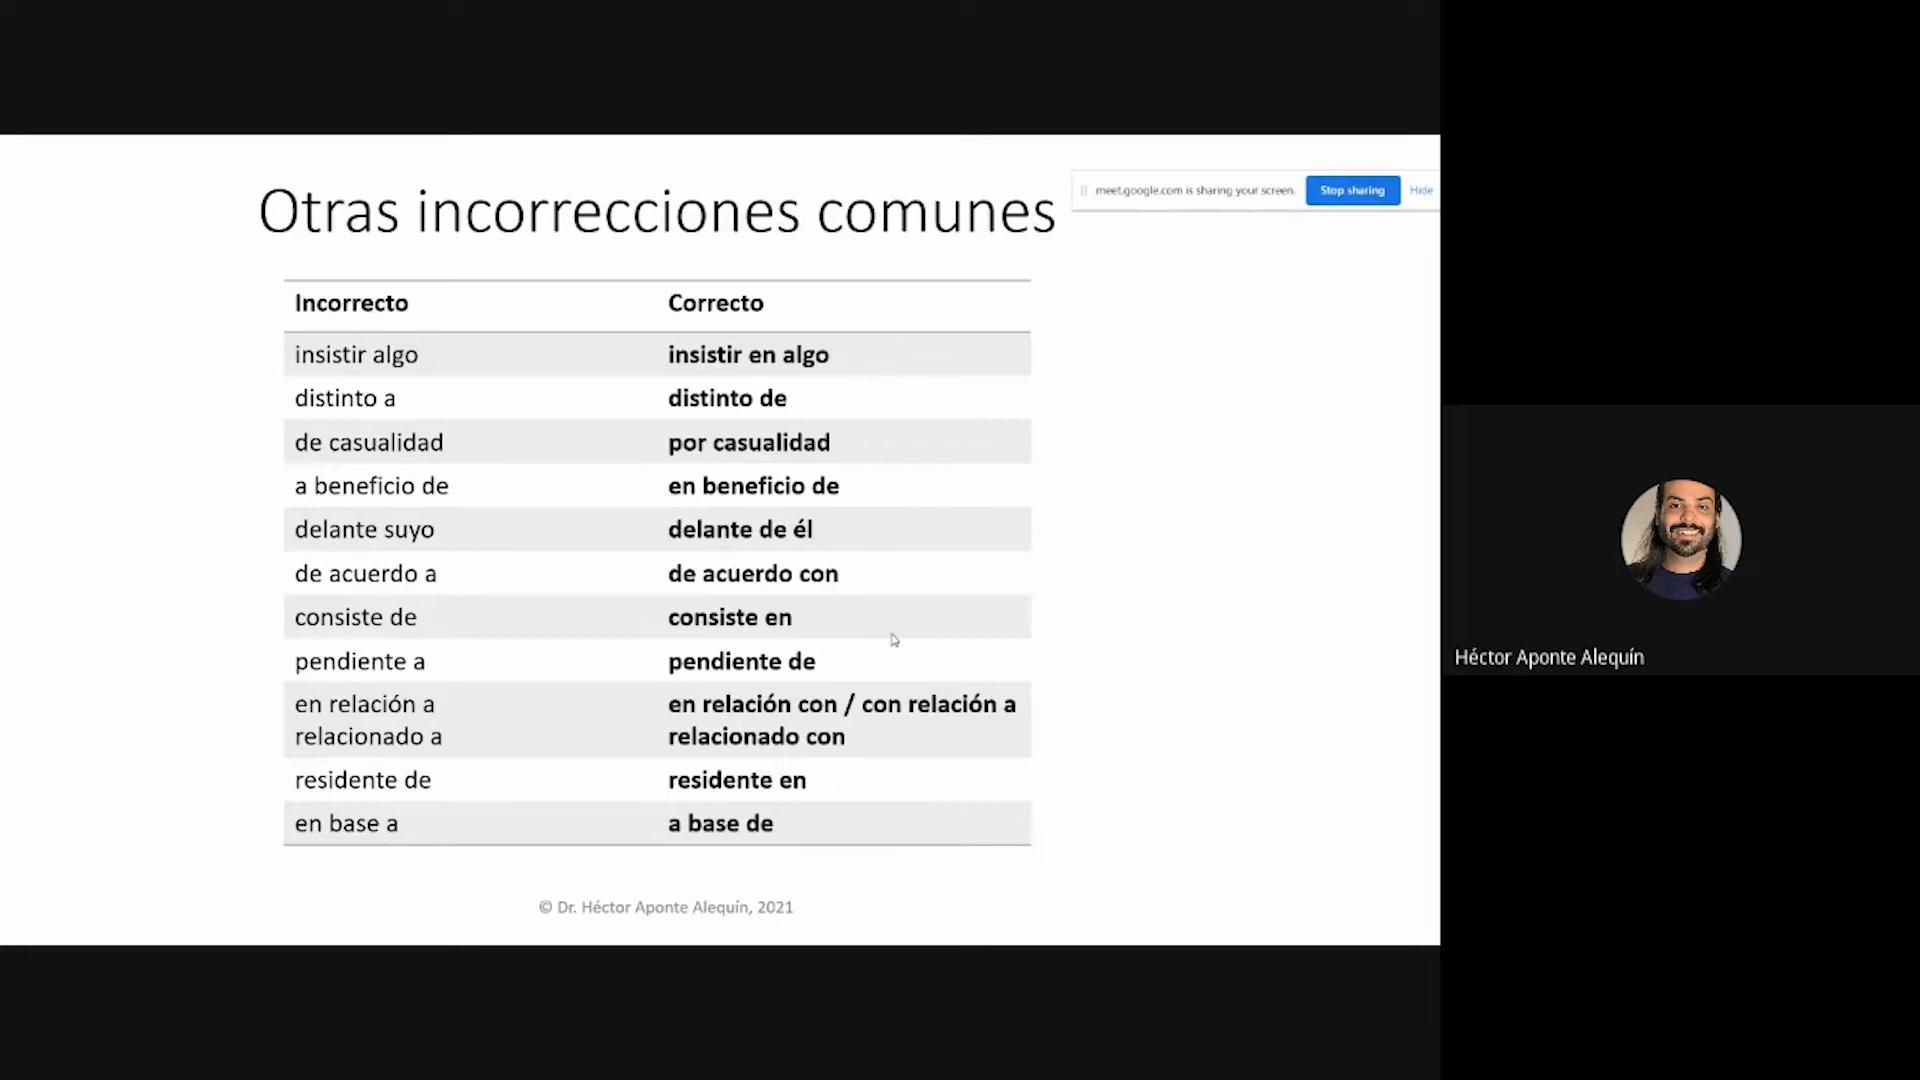 Otras incorrecciones comunes
meet.google.com is sharing your screen. Stop sharing Hide
Incorrecto Correcto
insistir algo insistir en algo
distinto a distinto de
de casualidad por casualidad
a beneficio de en beneficio de
delante suyo delante de él
de acuerdo a de acuerdo con
consiste de consiste en
pendiente a pendiente de
en relación a en relación con / con relación a
relacionado a relacionado con
residente de residente en
en base a a base de
© Dr. Héctor Aponte Alequín, 2021
Héctor Aponte Alequín